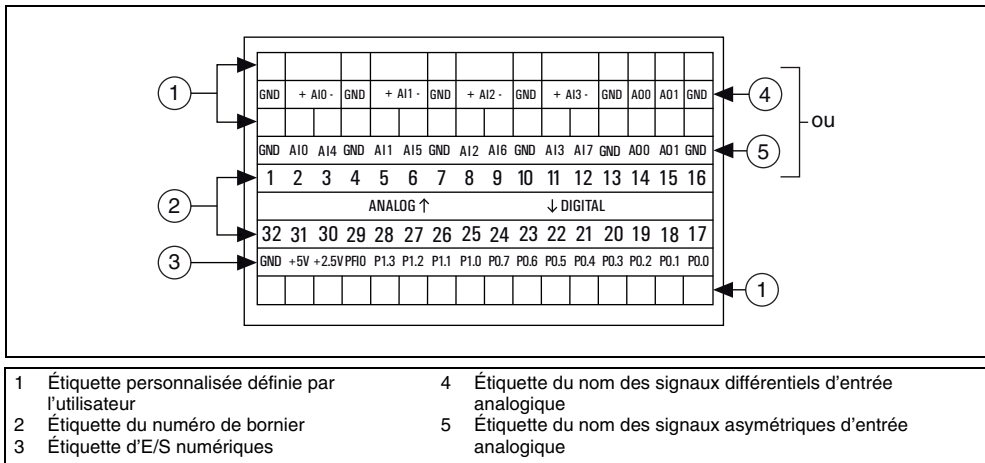 GND + AI0 - GND + AI1 - GND + AI2 - GND + AI3 - GND AO0 AO1 GND
1
4
ou
GND AI0 AI4 GND AI1 AI5 GND AI2 AI6 GND AI3 AI7 GND AO0 AO1 GND
5
1 2 3 4 5 6 7 8 9 10 11 12 13 14 15 16
2
ANALOG ↑ ↓ DIGITAL
32 31 30 29 28 27 26 25 24 23 22 21 20 19 18 17
3
GND +5V +2.5V PFI0 P1.3 P1.2 P1.1 P1.0 P0.7 P0.6 P0.5 P0.4 P0.3 P0.2 P0.1 P0.0
1
1 Étiquette personnalisée définie par
l’utilisateur
2 Étiquette du numéro de bornier
3 Étiquette d’E/S numériques
4 Étiquette du nom des signaux différentiels d’entrée
analogique
5 Étiquette du nom des signaux asymétriques d’entrée
analogique